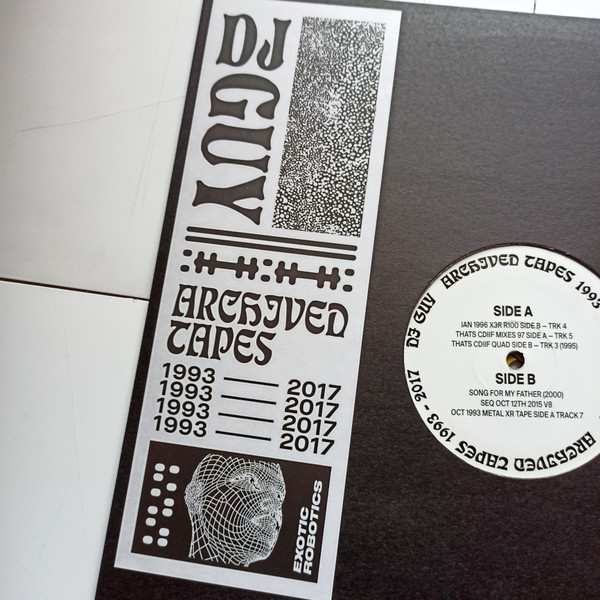 DJ
GUY
ARCHIVED
TAPES
1993 —— 2017
1993 —— 2017
1993 —— 2017
1993 —— 2017
EXOTIC
ROBOTICS
DJ GUY ARCHIVED TAPES 1993
ARCHIVED TAPES 1993 - 2017
SIDE A
JAN 1996 X3R R100 SIDE.B – TRK 4
THATS CDIIF MIXES 97 SIDE A – TRK 5
THATS CDIIF QUAD SIDE B – TRK 3 (1995)
SIDE B
SONG FOR MY FATHER (2000)
SEQ OCT 12TH 2015 V8
OCT 1993 METAL XR TAPE SIDE A TRACK 7